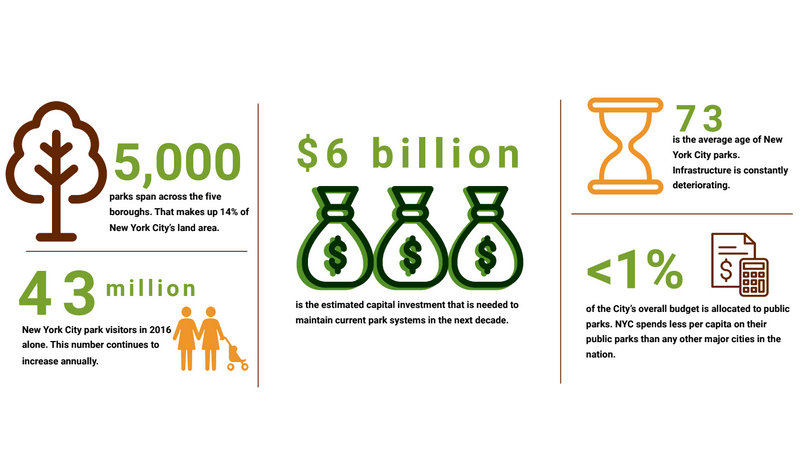 5,000
parks span across the five
boroughs. That makes up 14% of
New York City's land area.
43 million
New York City park visitors in 2016
alone. This number continues to
increase annually.
$6 billion
$ $ $
is the estimated capital investment that is needed to
maintain current park systems in the next decade.
73
is the average age of New
York City parks.
Infrastructure is constantly
deteriorating.
<1%
$
of the City's overall budget is allocated to public
parks. NYC spends less per capita on their
public parks than any other major cities in the
nation.